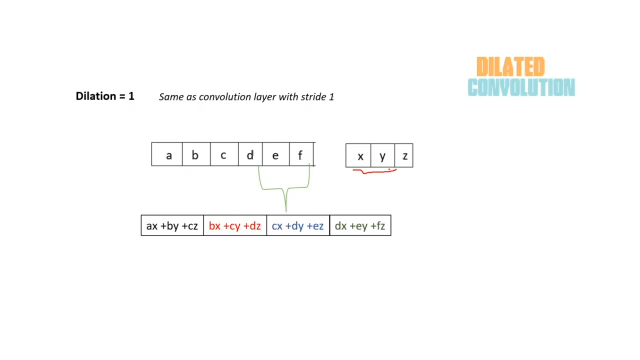 DILATED
CONVOLUTION
Dilation = 1 Same as convolution layer with stride 1
a b c d e f x y z
ax +by +cz bx +cy +dz cx +dy +ez dx +ey +fz